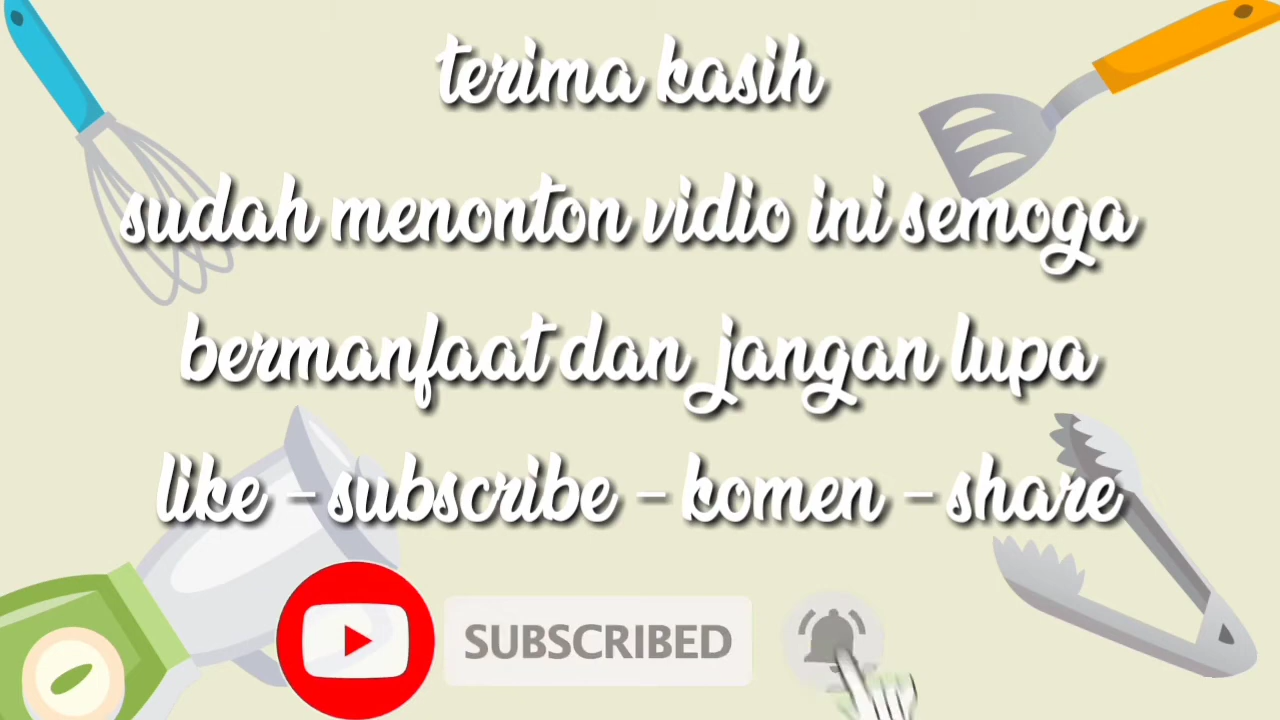 terima kasih
sudah menonton vidio ini semoga
bermanfaat dan jangan lupa
like - subscribe - komen - share
SUBSCRIBED